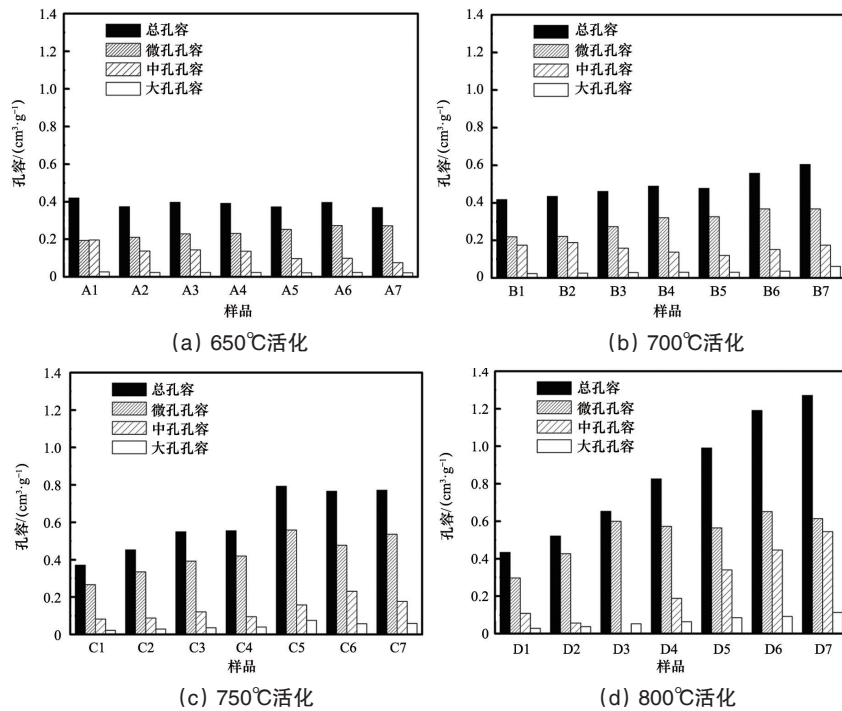 1.4
1.2
1.0
0.8
0.6
0.4
0.2
0
孔容/(cm³·g⁻¹)
总孔容
微孔孔容
中孔孔容
大孔孔容
A1 A2 A3 A4 A5 A6 A7
样品
(a) 650℃活化
1.4
1.2
1.0
0.8
0.6
0.4
0.2
0
孔容/(cm³·g⁻¹)
总孔容
微孔孔容
中孔孔容
大孔孔容
B1 B2 B3 B4 B5 B6 B7
样品
(b) 700℃活化
1.4
1.2
1.0
0.8
0.6
0.4
0.2
0
孔容/(cm³·g⁻¹)
总孔容
微孔孔容
中孔孔容
大孔孔容
C1 C2 C3 C4 C5 C6 C7
样品
(c) 750℃活化
1.4
1.2
1.0
0.8
0.6
0.4
0.2
0
孔容/(cm³·g⁻¹)
总孔容
微孔孔容
中孔孔容
大孔孔容
D1 D2 D3 D4 D5 D6 D7
样品
(d) 800℃活化